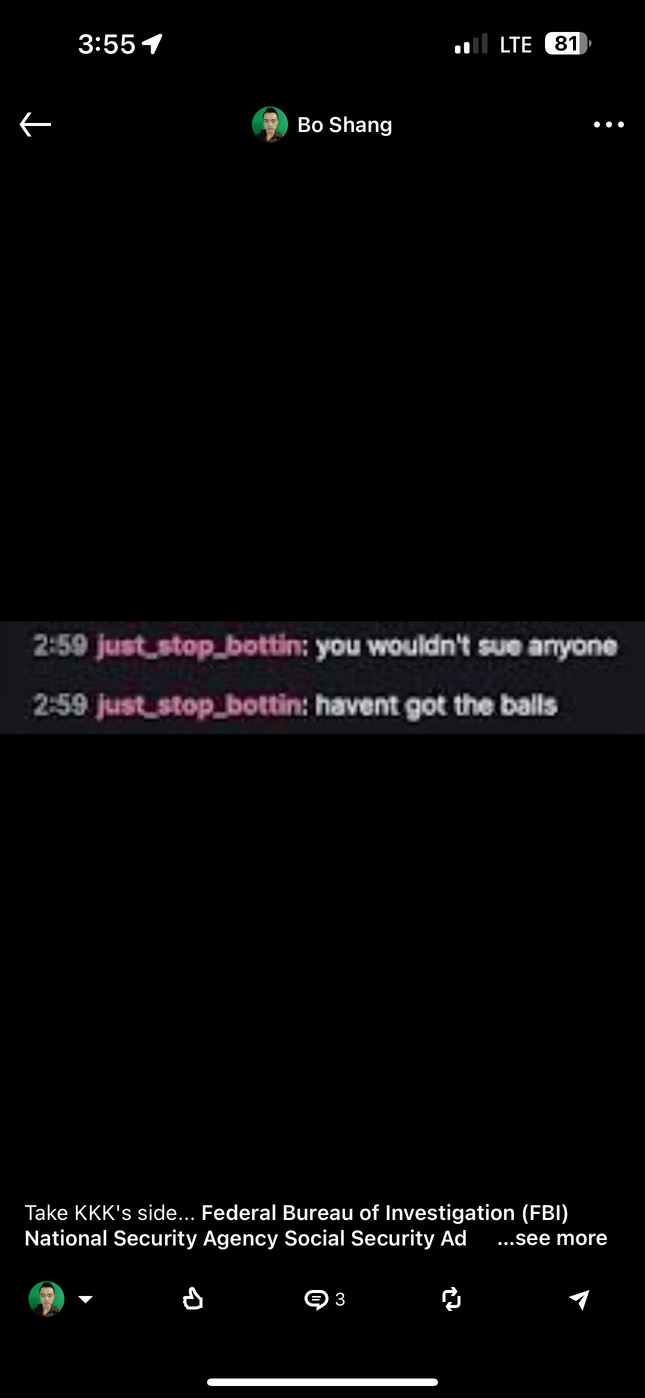 3:55 LTE 81
Bo Shang
2:59 just_stop_bottin: you wouldn't sue anyone
2:59 just_stop_bottin: havent got the balls
Take KKK's side... Federal Bureau of Investigation (FBI)
National Security Agency Social Security Ad ...see more
3